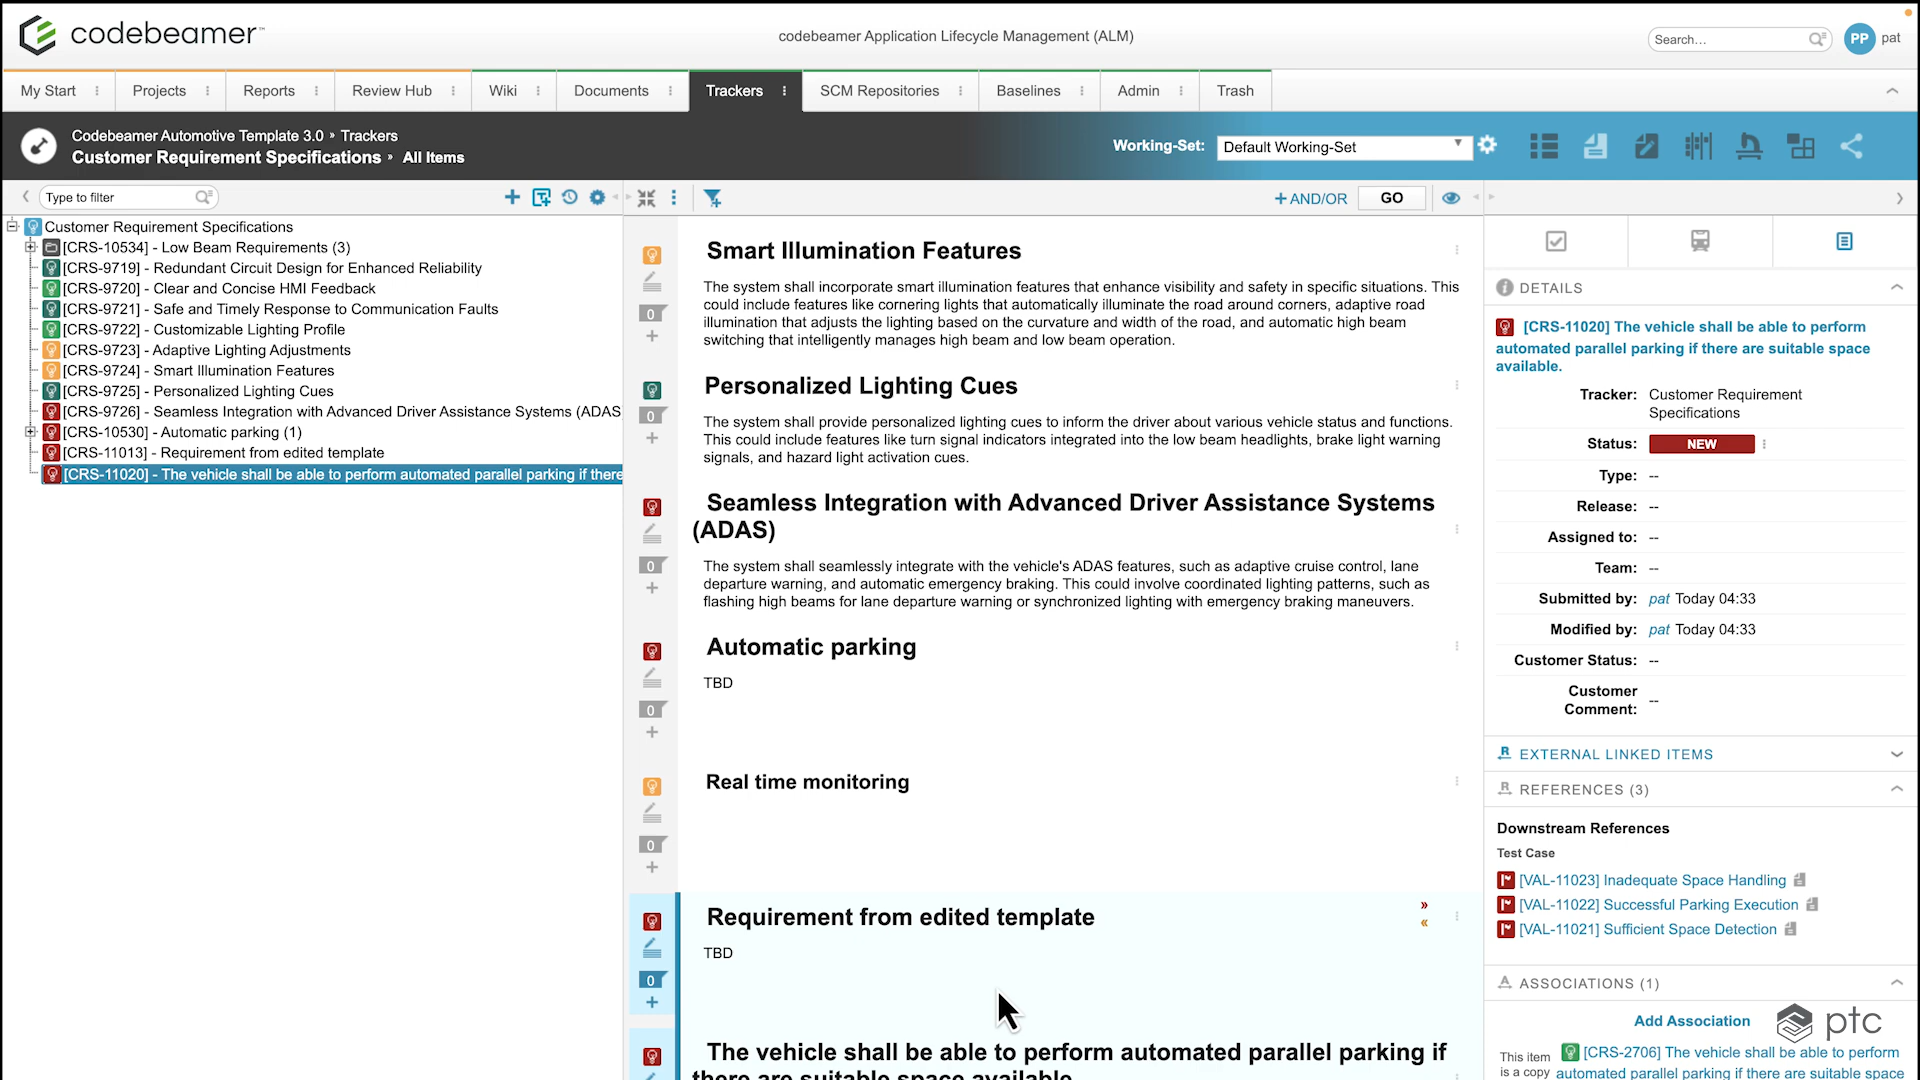 codebeamer
codebeamer Application Lifecycle Management (ALM)
Search...
PP pat
My Start
Projects
Reports
Review Hub
Wiki
Documents
Trackers
SCM Repositories
Baselines
Admin
Trash
Codebeamer Automotive Template 3.0 » Trackers
Customer Requirement Specifications » All Items
Working-Set: Default Working-Set
Type to filter
+AND/OR GO
Customer Requirement Specifications
[CRS-10534] - Low Beam Requirements (3)
[CRS-9719] - Redundant Circuit Design for Enhanced Reliability
[CRS-9720] - Clear and Concise HMI Feedback
[CRS-9721] - Safe and Timely Response to Communication Faults
[CRS-9722] - Customizable Lighting Profile
[CRS-9723] - Adaptive Lighting Adjustments
[CRS-9724] - Smart Illumination Features
[CRS-9725] - Personalized Lighting Cues
[CRS-9726] - Seamless Integration with Advanced Driver Assistance Systems (ADAS
[CRS-10530] - Automatic parking (1)
[CRS-11013] - Requirement from edited template
[CRS-11020] - The vehicle shall be able to perform automated parallel parking if there
Smart Illumination Features
The system shall incorporate smart illumination features that enhance visibility and safety in specific situations. This
could include features like cornering lights that automatically illuminate the road around corners, adaptive road
illumination that adjusts the lighting based on the curvature and width of the road, and automatic high beam
switching that intelligently manages high beam and low beam operation.
0
Personalized Lighting Cues
The system shall provide personalized lighting cues to inform the driver about various vehicle status and functions.
This could include features like turn signal indicators integrated into the low beam headlights, brake light warning
signals, and hazard light activation cues.
0
Seamless Integration with Advanced Driver Assistance Systems
(ADAS)
The system shall seamlessly integrate with the vehicle's ADAS features, such as adaptive cruise control, lane
departure warning, and automatic emergency braking. This could involve coordinated lighting patterns, such as
flashing high beams for lane departure warning or synchronized lighting with emergency braking maneuvers.
0
Automatic parking
TBD
0
Real time monitoring
0
Requirement from edited template
TBD
0
The vehicle shall be able to perform automated parallel parking if
there are suitable space available.
DETAILS
[CRS-11020] The vehicle shall be able to perform
automated parallel parking if there are suitable space
available.
Tracker: Customer Requirement
Specifications
Status: NEW
Type: --
Release: --
Assigned to: --
Team: --
Submitted by: pat Today 04:33
Modified by: pat Today 04:33
Customer Status: --
Customer
Comment: --
EXTERNAL LINKED ITEMS
REFERENCES (3)
Downstream References
Test Case
[VAL-11023] Inadequate Space Handling
[VAL-11022] Successful Parking Execution
[VAL-11021] Sufficient Space Detection
ASSOCIATIONS (1)
Add Association
ptc
This item [CRS-2706] The vehicle shall be able to perform
is a copy automated parallel parking if there are suitable space